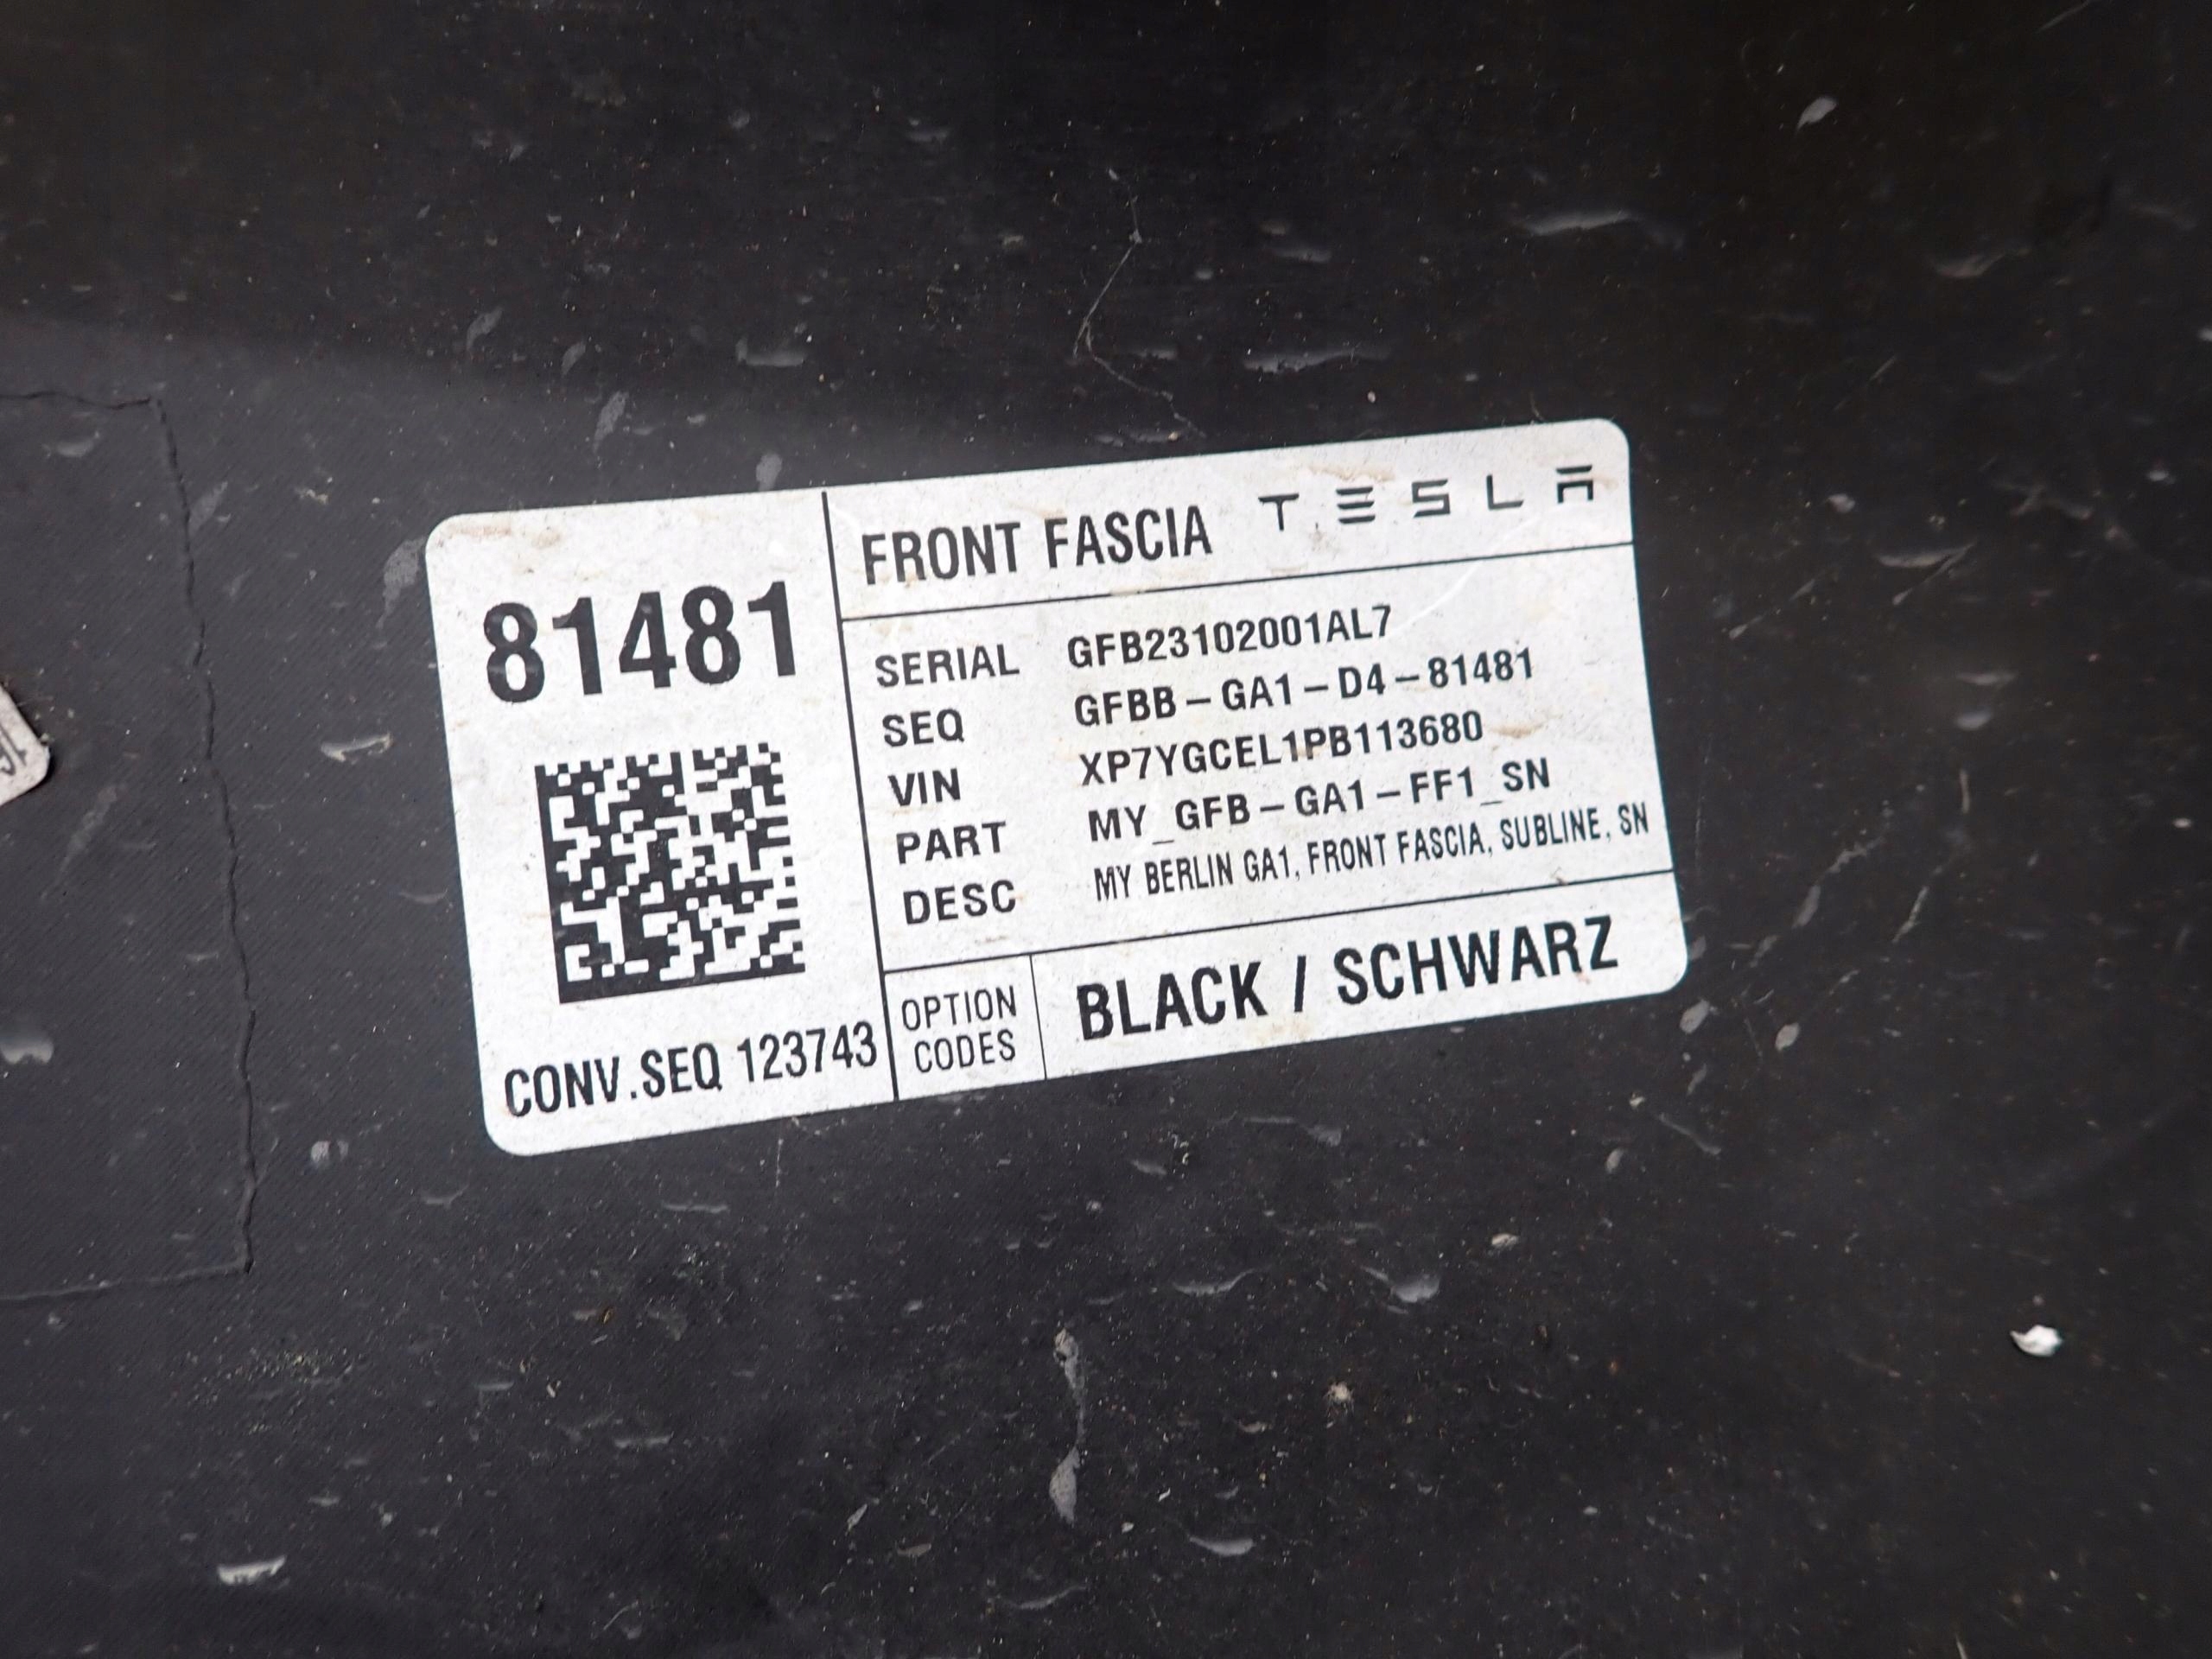 81481
CONV.SEQ 123743
FRONT FASCIA TESLA
SERIAL GFB23102001AL7
SEQ GFBB – GA1 – D4 – 81481
VIN XP7YGCEL1PB113680
PART MY_GFB – GA1 – FF1_SN
DESC MY BERLIN GA1, FRONT FASCIA, SUBLINE, SN
OPTION
CODES
BLACK / SCHWARZ